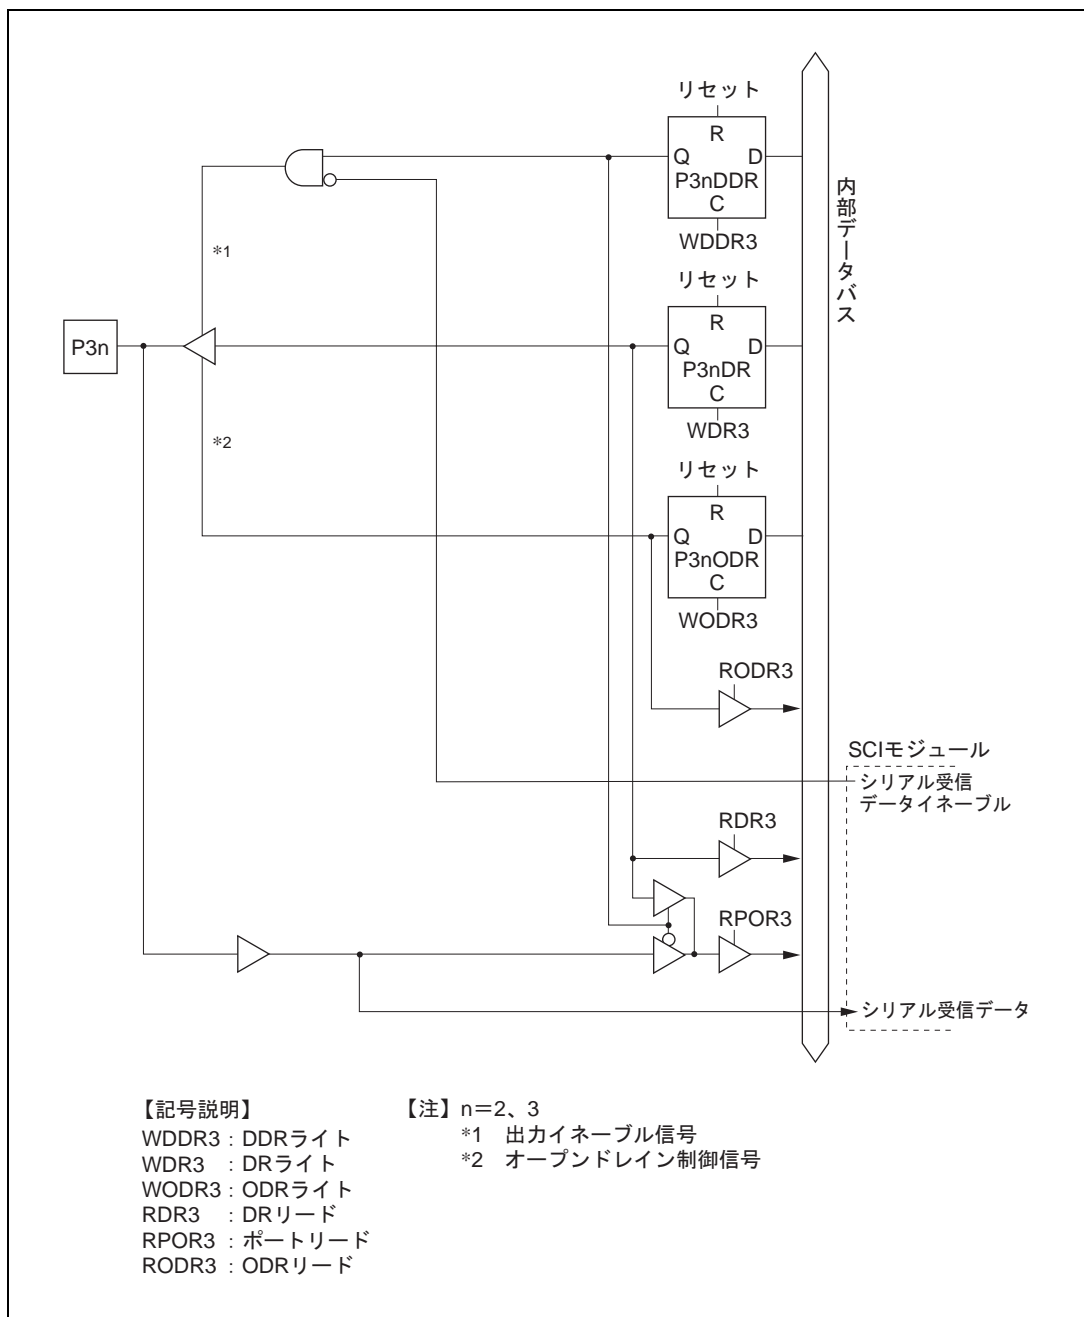 リセット
R
Q D
P3nDDR
C
WDDR3
内部データバス
*1
リセット
R
P3n
Q D
P3nDR
C
WDR3
*2
リセット
R
Q D
P3nODR
C
WODR3
RODR3
SCIモジュール
シリアル受信
データイネーブル
RDR3
RPOR3
シリアル受信データ
【記号説明】
WDDR3：DDRライト
WDR3 ：DRライト
WODR3：ODRライト
RDR3 ：DRリード
RPOR3：ポートリード
RODR3：ODRリード
【注】n＝2、3
*1 出力イネーブル信号
*2 オープンドレイン制御信号